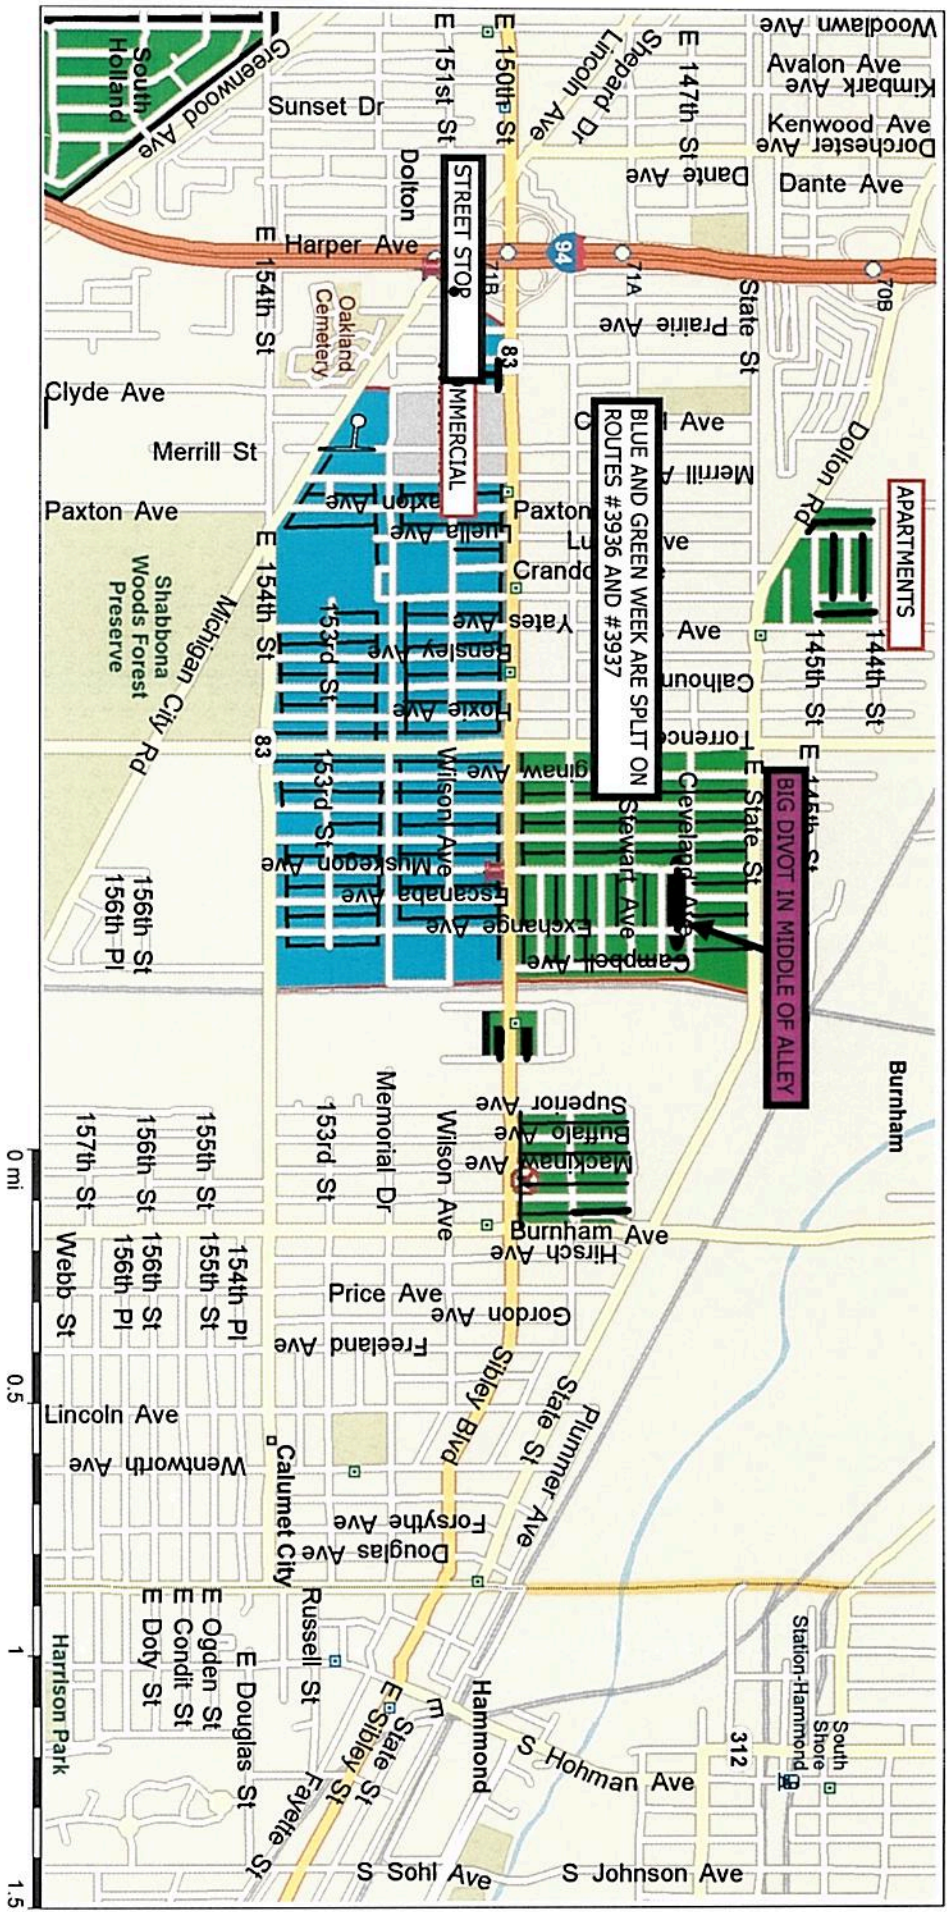 Woodlawn Ave
Avalon Ave
Kimbark Ave
Kenwood Ave
Dorchester Ave
Dante Ave
Dante Ave
E 147th St
Shepard Dr
Lincoln Ave
E 150th St
E 151st St
Sunset Dr
Greenwood Ave
South
Holland
Dolton
Harper Ave
E 154th St
STREET STOP
71B
94
71A
70B
State St
Prairie Ave
83
Oakland
Cemetery
Clyde Ave
Merrill St
Paxton Ave
MMERCIAL
Ave
Merrill A
Dolton Rd
APARTMENTS
BLUE AND GREEN WEEK ARE SPLIT ON
ROUTES #3936 AND #3937
Paxton
axton Ave
uella Ave
Lu
ve
Crando
Yates Ave
ensley Ave
oxie Ave
Ave
Calhoun
Torrence
144th St
145th St
E 145th St
E State St
E 154th St
153rd St
153rd St
Shabbona
Woods Forest
Preserve
Michigan City Rd
83
ginaw Ave
Wilson Ave
Muskegon Ave
Escanaba Ave
Exchange Ave
Campbell Ave
Stewart Ave
Cleveland Ave
BIG DIVOT IN MIDDLE OF ALLEY
156th St
156th Pl
Burnham
Superior Ave
Buffalo Ave
Mackinaw Ave
Burnham Ave
Hirsch Ave
Memorial Dr
Wilson Ave
153rd St
155th St
156th St
157th St
154th Pl
155th St
156th St
156th Pl
Webb St
Price Ave
Gordon Ave
Freeland Ave
Sibley Blvd
State St
Plummer Ave
Lincoln Ave
Wentworth Ave
Calumet City
Forsythe Ave
Douglas Ave
Russell St
E Ogden St
E Condit St
E Doty St
E Douglas St
Harrison Park
Hammond
E
E State St
Sibley St
Fayette St
S Hohman Ave
S Sohl Ave
S Johnson Ave
312
Station-Hammond
South
Shore
0 mi
0.5
1
1.5